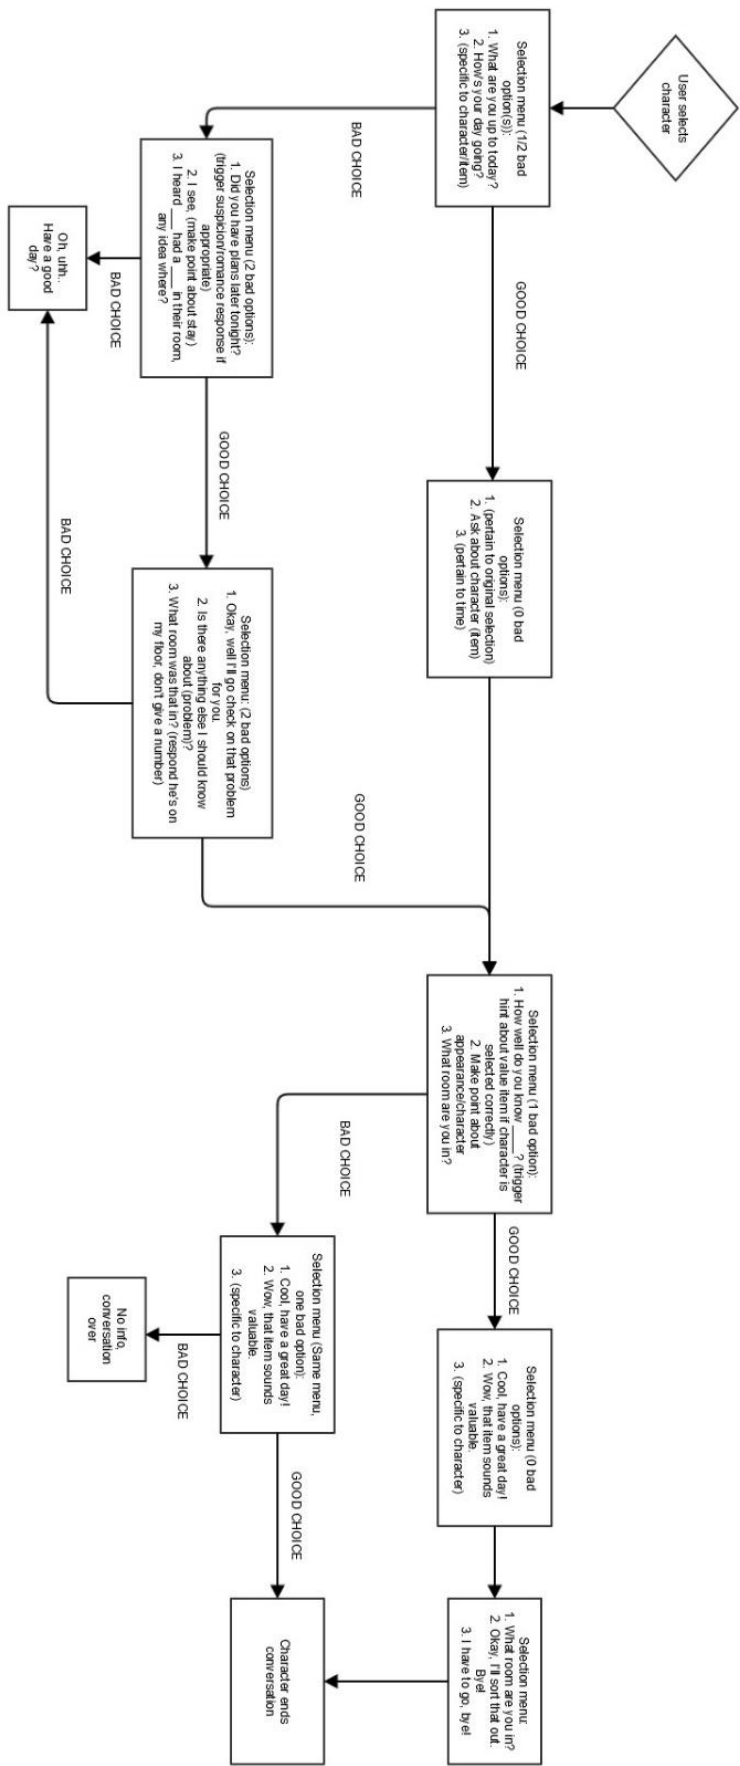 User selects
character
Selection menu (1/2 bad
option(s)):
1. What are you up to today?
2. How's your day going?
3. (specific to character/item)
GOOD CHOICE
BAD CHOICE
Selection menu (0 bad
options):
1. (pertain to original selection)
2. Ask about character (item)
3. (pertain to time)
Selection menu (2 bad options):
1. Did you have plans later tonight?
(trigger suspicion/romance response if
appropriate)
2. I see, (make point about stay)
3. I heard ___ had a ___ in their room,
any idea where?
BAD CHOICE
GOOD CHOICE
Oh, uhh..
Have a good
day?
BAD CHOICE
Selection menu: (2 bad options)
1. Okay, well I'll go check on that problem
for you.
2. Is there anything else I should know
about (problem)?
3. What room was that in? (respond he's on
my floor, don't give a number)
GOOD CHOICE
Selection menu (1 bad option):
1. How well do you know ____? (trigger
hint about value item if character is
selected correctly)
2. Make point about
appearance/character
3. What room are you in?
GOOD CHOICE
BAD CHOICE
Selection menu (0 bad
options):
1. Cool, have a great day!
2. Wow, that item sounds
valuable.
3. (specific to character)
Selection menu (Same menu,
one bad option):
1. Cool, have a great day!
2. Wow, that item sounds
valuable.
3. (specific to character)
BAD CHOICE
No info,
conversation
over
GOOD CHOICE
Selection menu:
1. What room are you in?
2. Okay, I'll sort that out.
Bye!
3. I have to go, bye!
Character ends
conversation